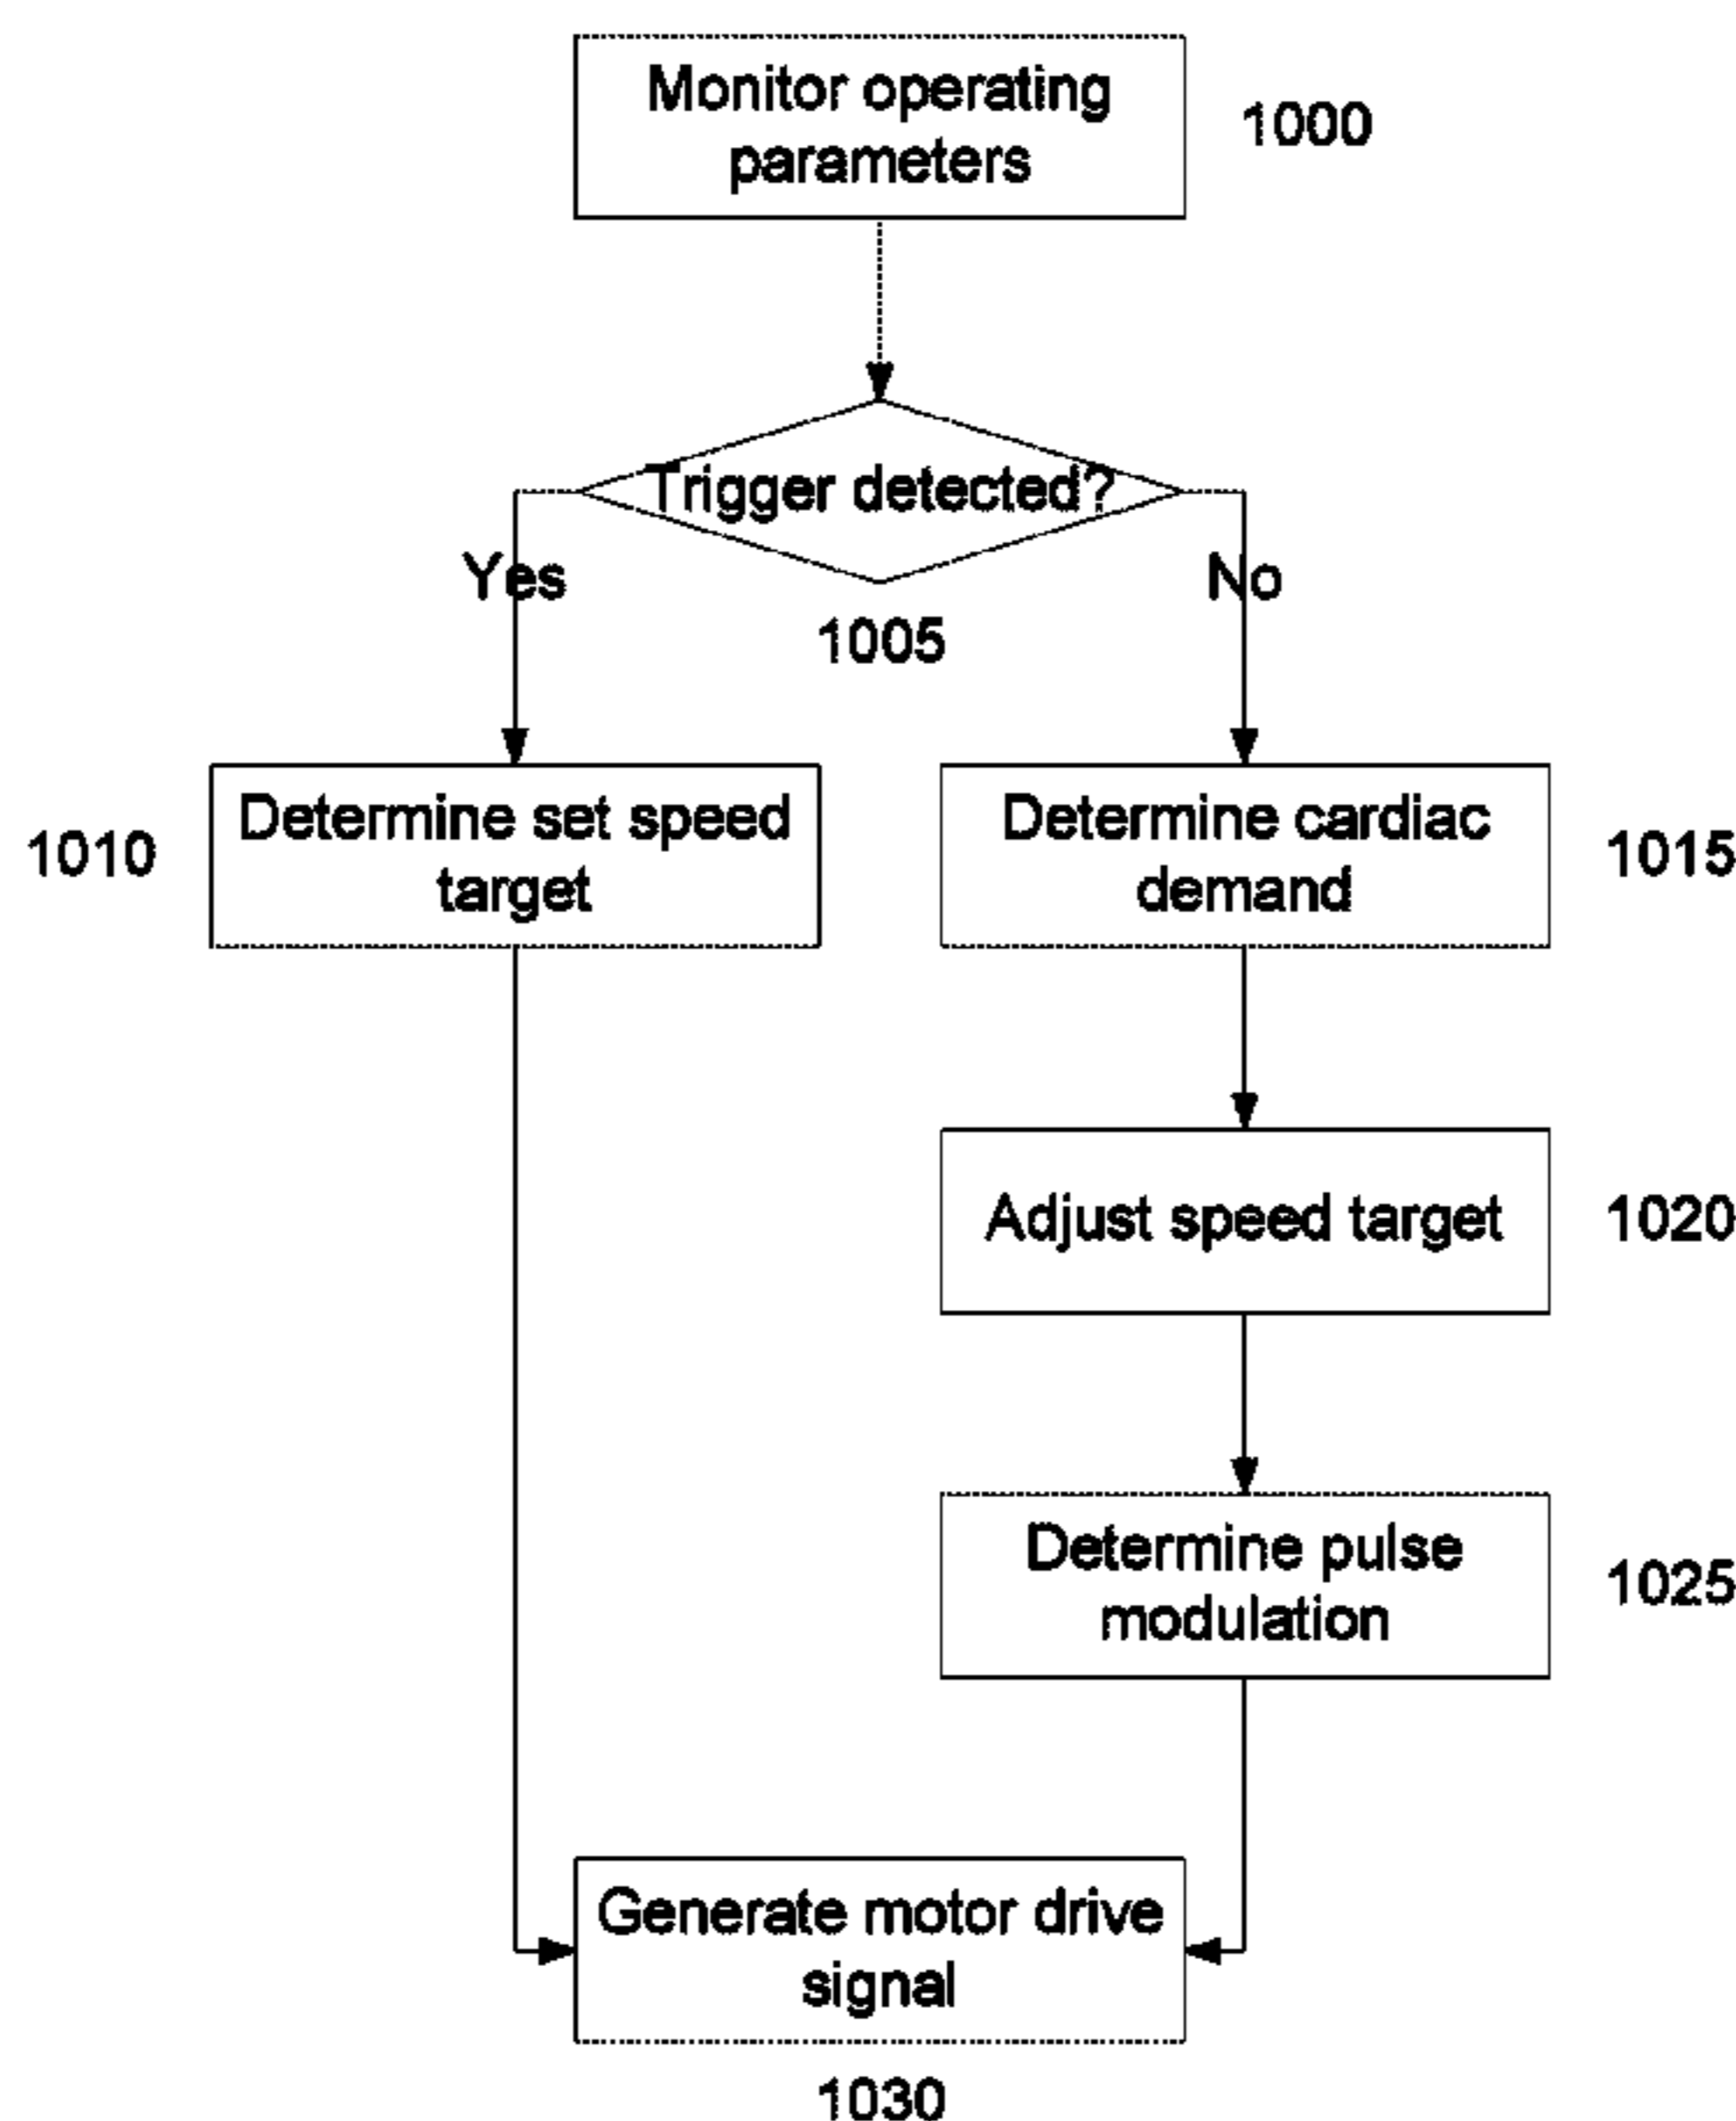 Monitor operating
parameters
1000
Trigger detected?
Yes
No
1005
Determine set speed
target
1010
Determine cardiac
demand
1015
Adjust speed target
1020
Determine pulse
modulation
1025
Generate motor drive
signal
1030